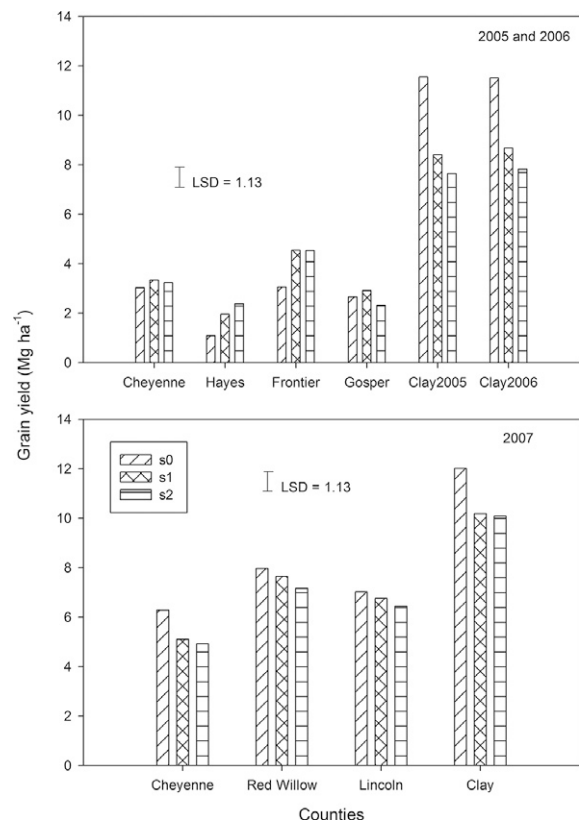 14
2005 and 2006
12
10
8
LSD = 1.13
6
4
2
0
Cheyenne Hayes Frontier Gosper Clay2005 Clay2006
Grain yield (Mg ha-1)
14
2007
s0
s1
s2
12
LSD = 1.13
10
8
6
4
2
0
Cheyenne Red Willow Lincoln Clay
Counties